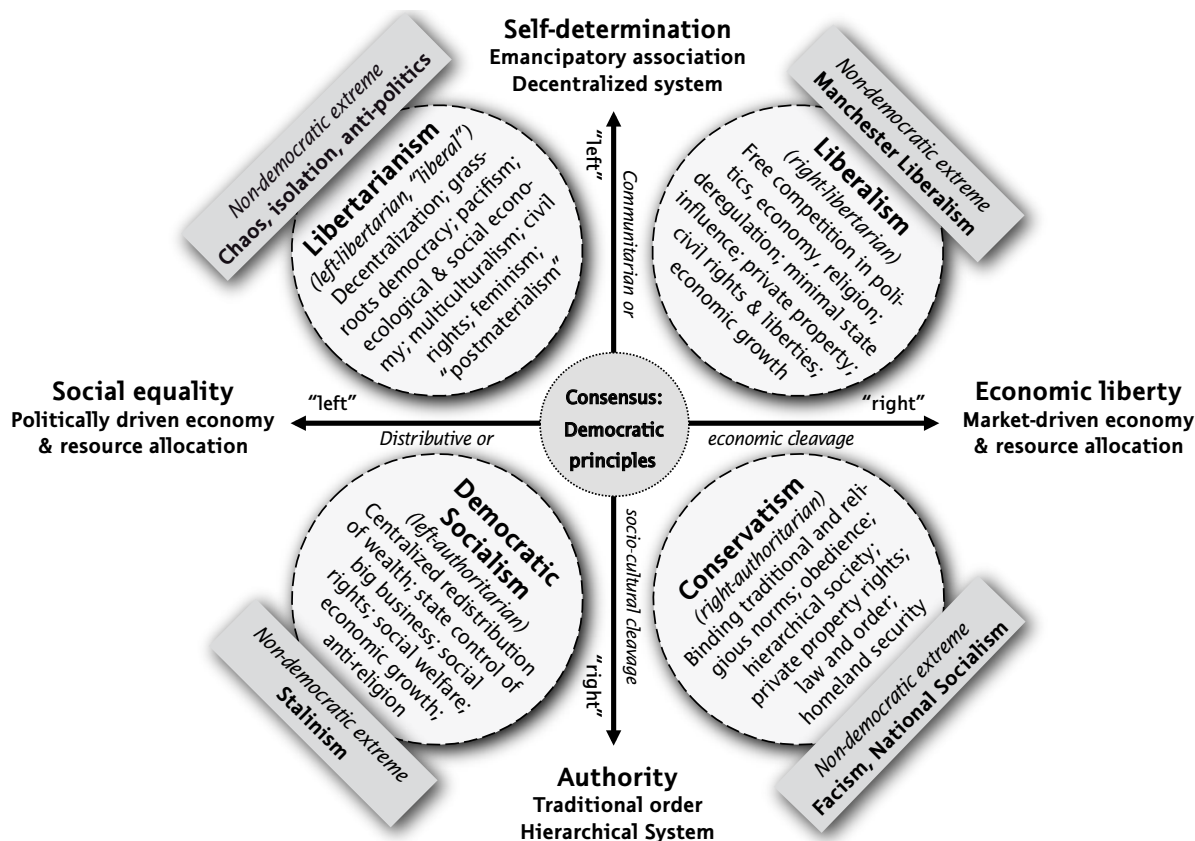 Self-determination
Emancipatory association
Decentralized system
Non-democratic extreme
Chaos, isolation, anti-politics
Non-democratic extreme
Manchester Liberalism
Libertarianism
(left-libertarian, "liberal")
Decentralization; grass-
roots democracy; pacifism;
ecological & social econo-
my; multiculturalism; civil
rights; feminism;
"postmaterialism"
"left"
Communitarian or
Liberalism
(right-libertarian)
Free competition in poli-
tics, economy, religion;
deregulation; minimal state
influence; private property;
civil rights & liberties;
economic growth
Social equality
Politically driven economy
& resource allocation
"left"
Distributive or
Consensus:
Democratic
principles
"right"
economic cleavage
Economic liberty
Market-driven economy
& resource allocation
Democratic
Socialism
(left-authoritarian)
Centralized redistribution
of wealth; state control of
big business; social
rights; social welfare;
economic growth;
anti-religion
socio-cultural cleavage
"right"
Conservatism
(right-authoritarian)
Binding traditional and reli-
gious norms; obedience;
hierarchical society;
private property rights;
law and order;
homeland security
Non-democratic extreme
Stalinism
Non-democratic extreme
Facism, National Socialism
Authority
Traditional order
Hierarchical System